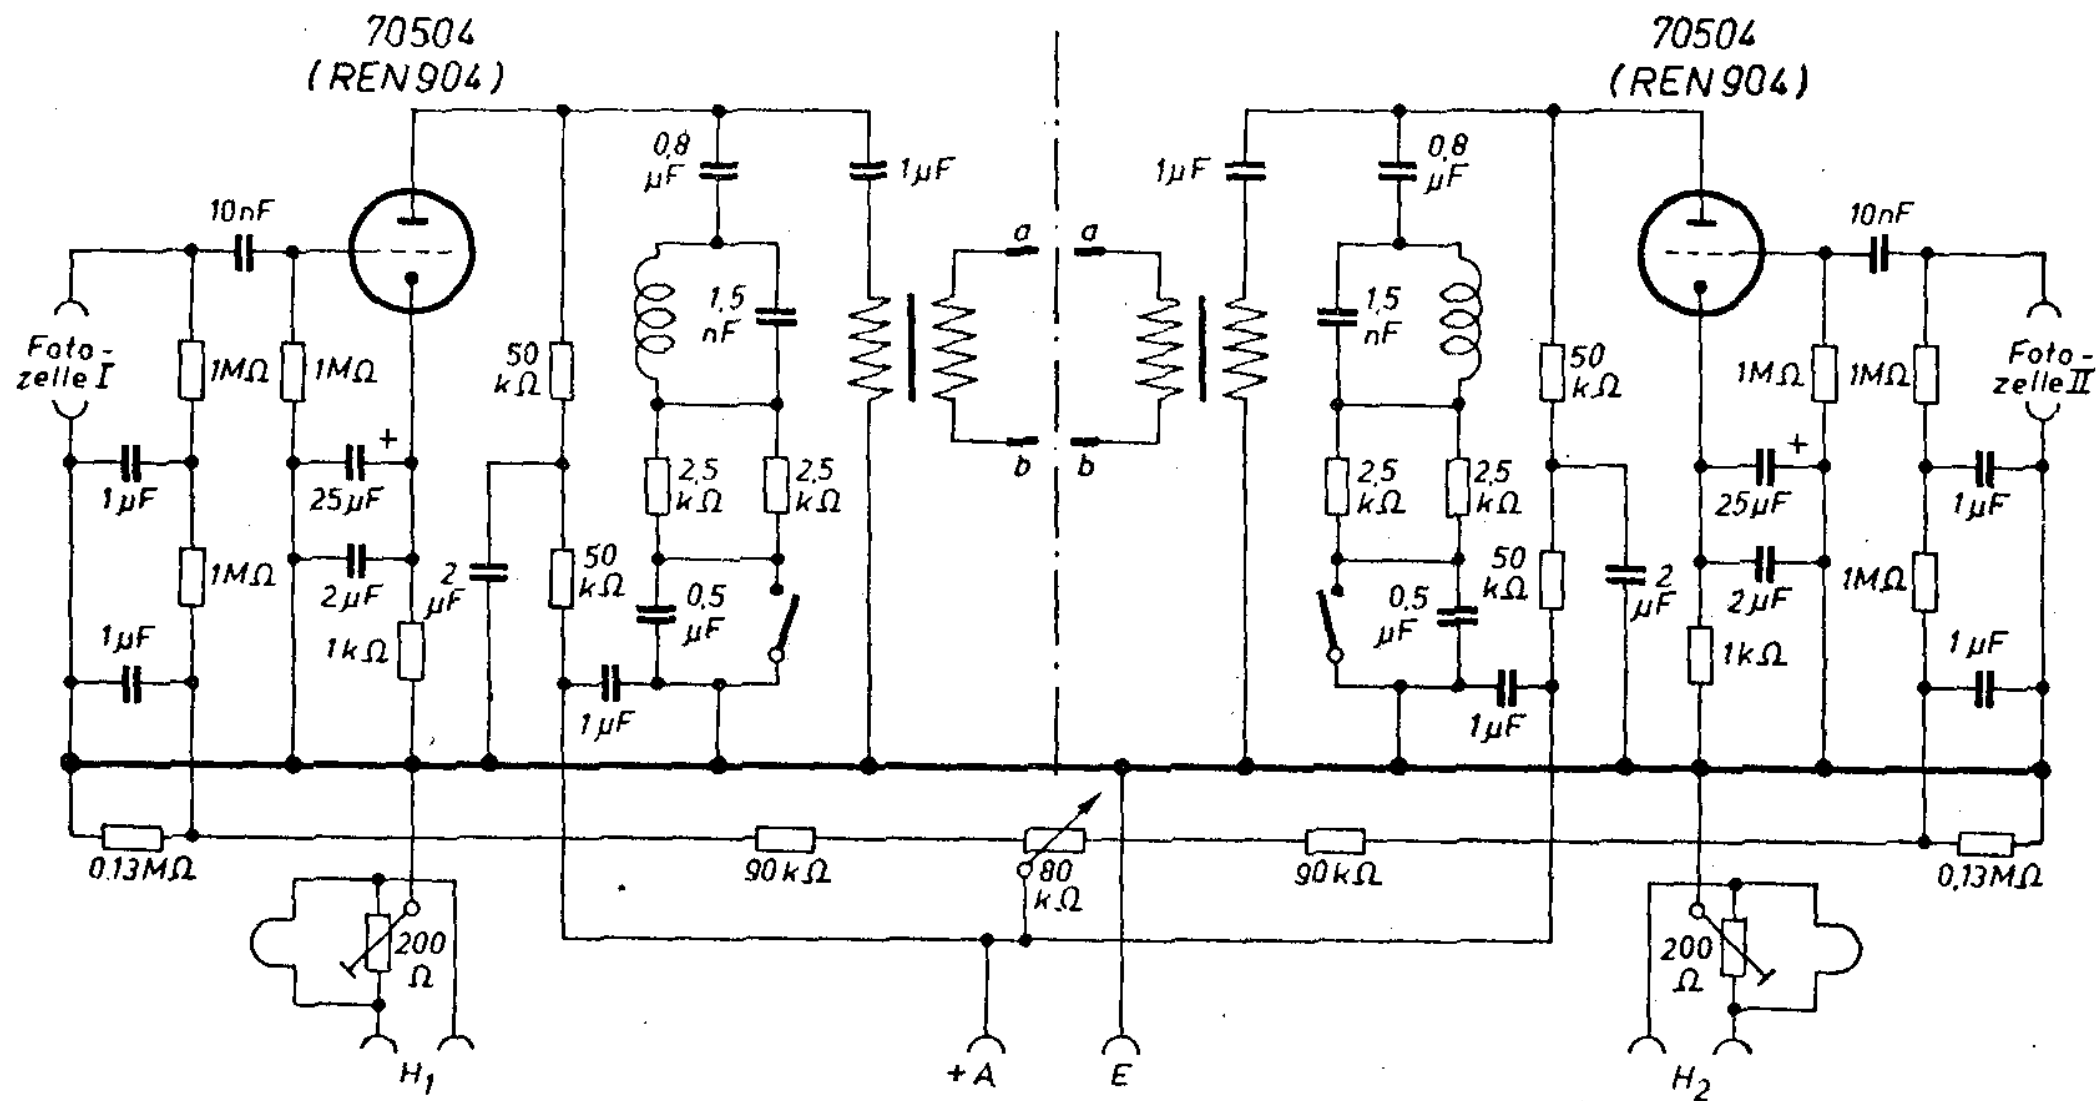 70504
(REN904)
70504
(REN904)
0,8
µF
1µF
1µF
0,8
µF
10nF
10nF
a
a
1,5
nF
1,5
nF
Foto-
zelle I
1MΩ
1MΩ
50
kΩ
50
kΩ
1MΩ
1MΩ
Foto-
zelle II
b
b
+
+
1µF
25µF
2,5
kΩ
2,5
kΩ
2,5
kΩ
2,5
kΩ
25µF
1µF
1MΩ
2µF
2
µF
50
kΩ
0,5
µF
0,5
µF
50
kΩ
2
µF
2µF
1MΩ
1µF
1kΩ
1µF
1µF
1kΩ
1µF
0,13MΩ
90kΩ
80
kΩ
90kΩ
0,13MΩ
200
Ω
200
Ω
H1
+A
E
H2